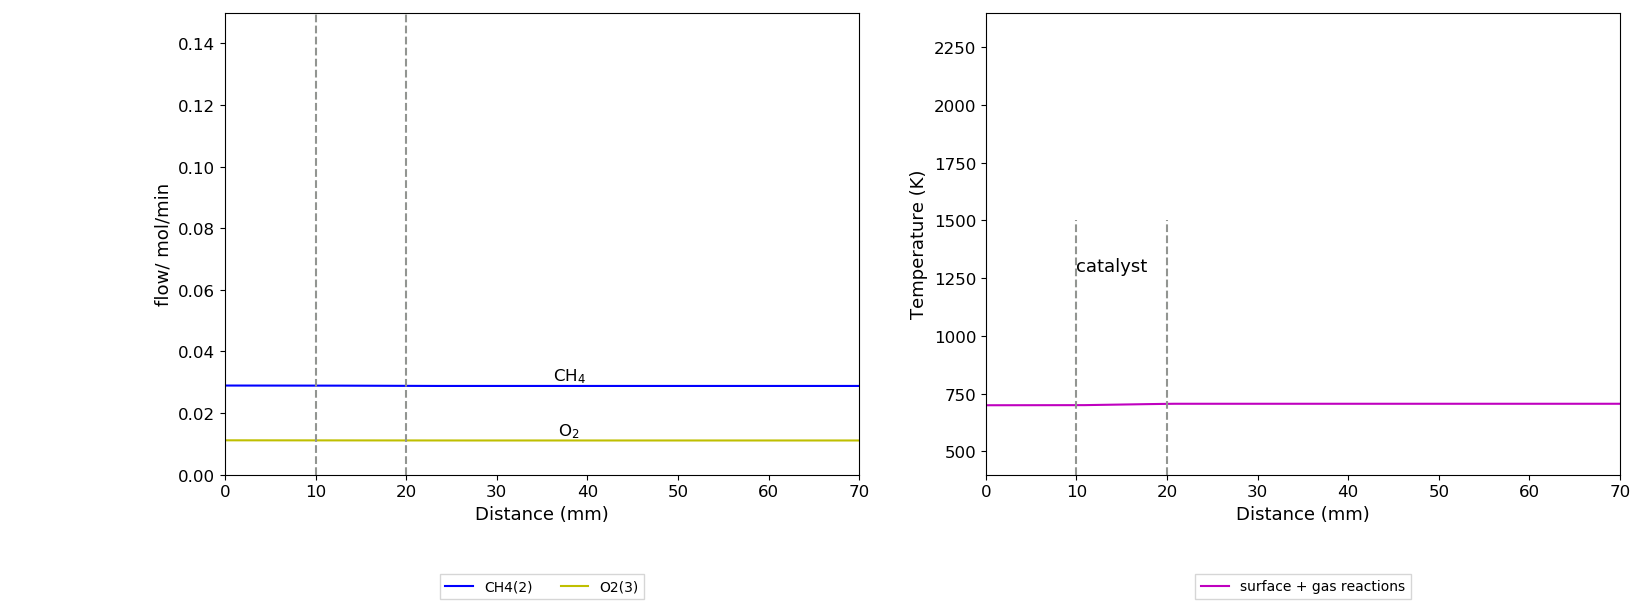 flow/ mol/min
0.14
0.12
0.10
0.08
0.06
0.04
0.02
0.00
CH₄
O₂
0 10 20 30 40 50 60 70
Distance (mm)
CH4(2) O2(3)
Temperature (K)
2250
2000
1750
1500
1250
1000
750
500
catalyst
0 10 20 30 40 50 60 70
Distance (mm)
surface + gas reactions